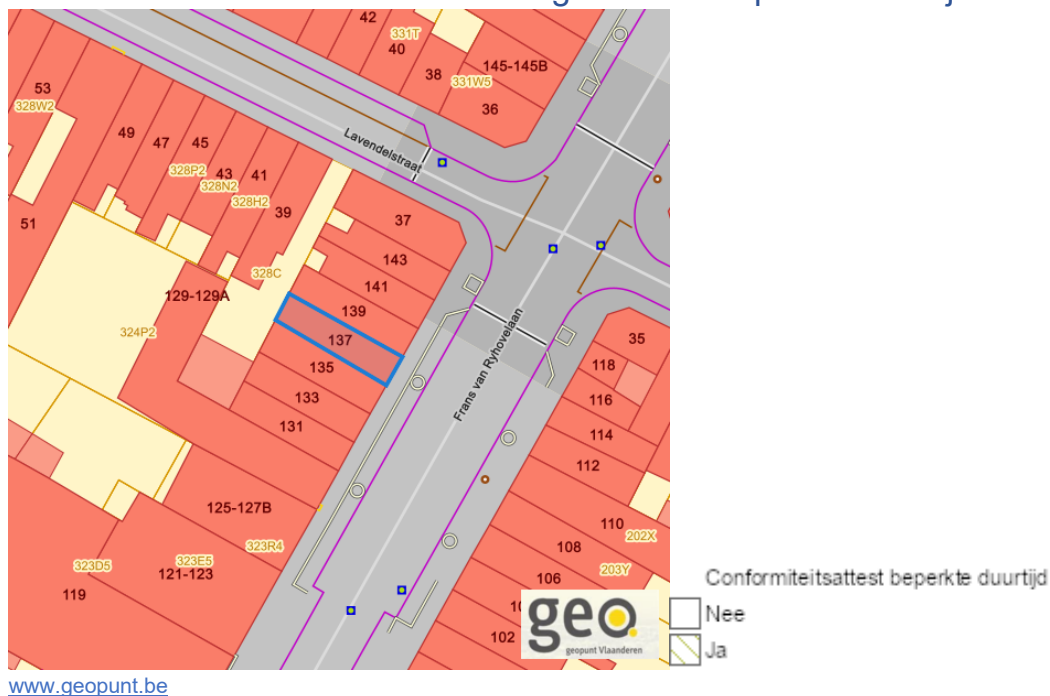 42
331T
40
145-145B
38
331W5
36
53
328W2
49
47
45
Lavendelstraat
328P2
43
41
328N2
328H2
39
51
37
143
328C
141
129-129A
139
324P2
137
135
Frans van Ryhovelaan
35
118
133
116
131
114
112
125-127B
110
202X
323R4
108
323D5
323E5
121-123
203Y
106
119
102
geo.
geopunt Vlaanderen
Conformiteitsattest beperkte duurtijd
Nee
Ja
www.geopunt.be